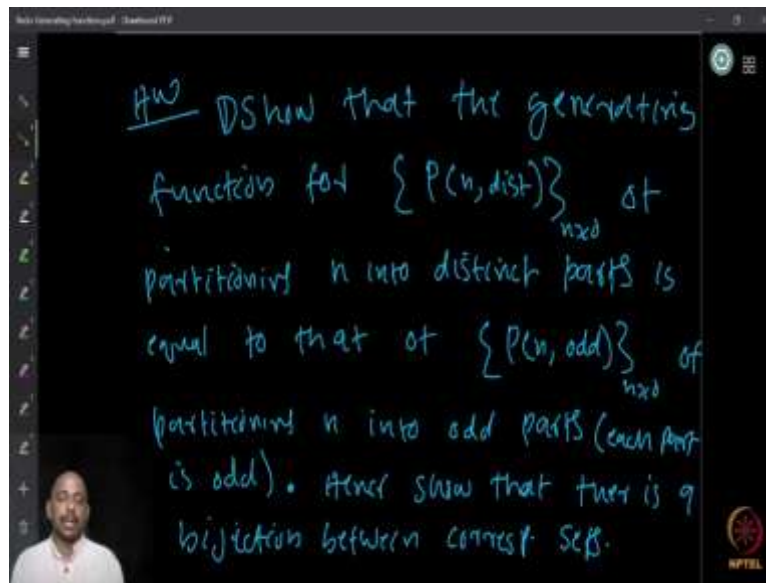 HW 1) Show that the generating
function for { P(n, dist) }n≥0 of
partitioning n into distinct parts is
equal to that of { P(n, odd) }n≥0 of
partitioning n into odd parts (each part
is odd). Hence show that ther is a
bijection between corresp. sets.
NPTEL